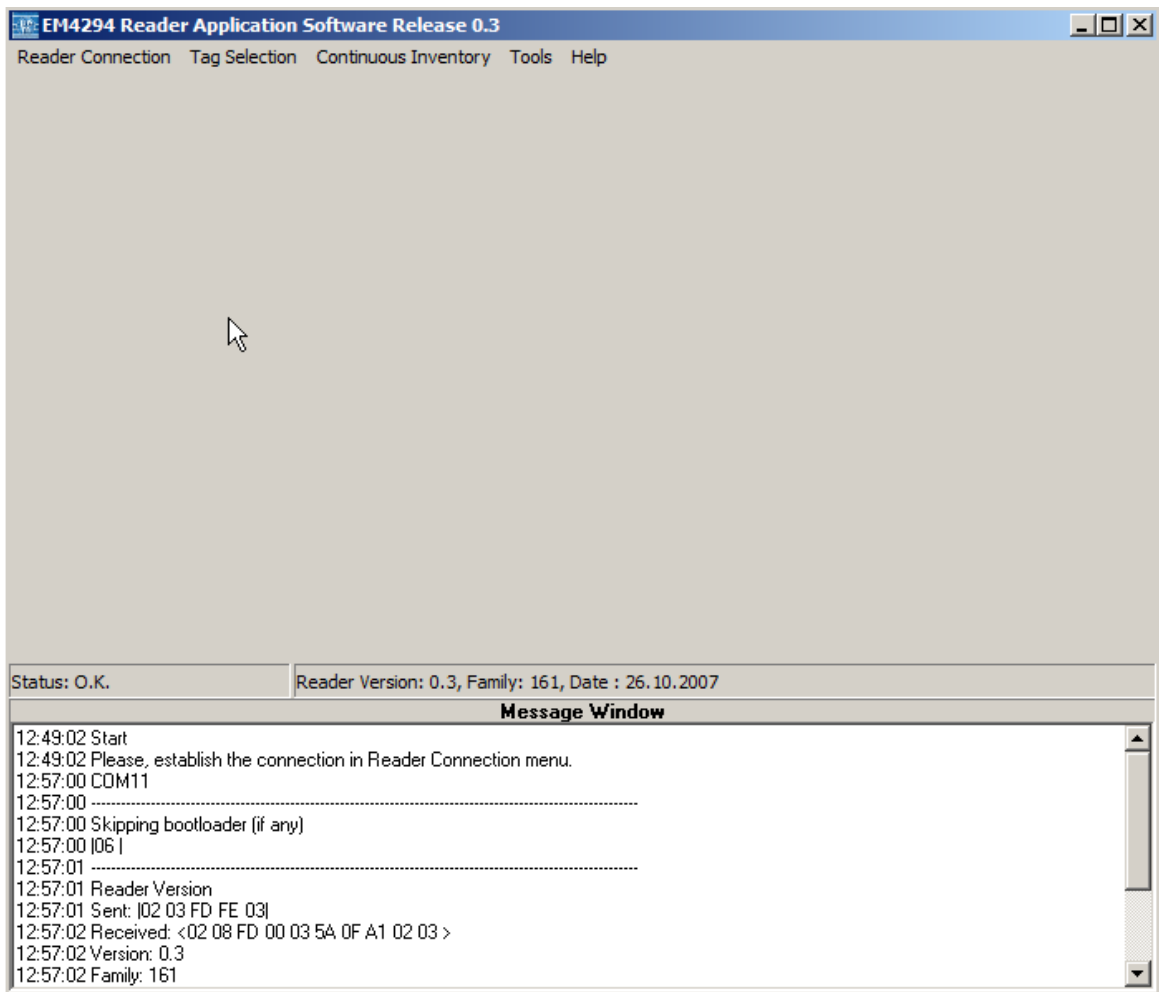 EM4294 Reader Application Software Release 0.3
Reader Connection Tag Selection Continuous Inventory Tools Help
Status: O.K. Reader Version: 0.3, Family: 161, Date : 26.10.2007
Message Window
12:49:02 Start
12:49:02 Please, establish the connection in Reader Connection menu.
12:57:00 COM11
12:57:00 ------------------------------------------------------------------------------------------------------------
12:57:00 Skipping bootloader (if any)
12:57:00 |06 |
12:57:01 ------------------------------------------------------------------------------------------------------------
12:57:01 Reader Version
12:57:01 Sent: |02 03 FD FE 03|
12:57:02 Received: <02 08 FD 00 03 5A 0F A1 02 03 >
12:57:02 Version: 0.3
12:57:02 Family: 161